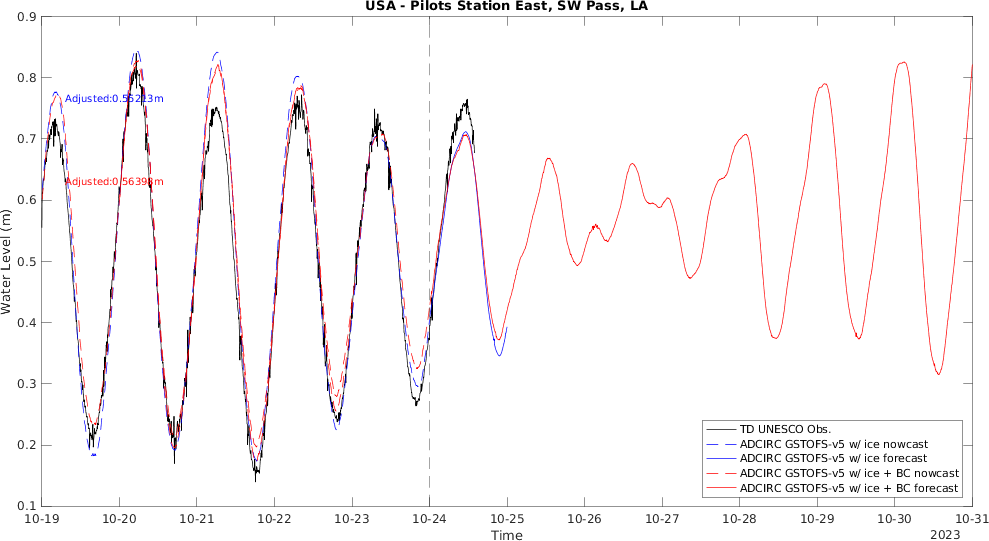 USA - Pilots Station East, SW Pass, LA
0.9
0.8
0.7
0.6
0.5
0.4
0.3
0.2
0.1
Water Level (m)
Adjusted:0.55213m
Adjusted:0.56398m
TD UNESCO Obs.
ADCIRC GSTOFS-v5 w/ ice nowcast
ADCIRC GSTOFS-v5 w/ ice forecast
ADCIRC GSTOFS-v5 w/ ice + BC nowcast
ADCIRC GSTOFS-v5 w/ ice + BC forecast
10-19 10-20 10-21 10-22 10-23 10-24 10-25 10-26 10-27 10-28 10-29 10-30 10-31
Time
2023